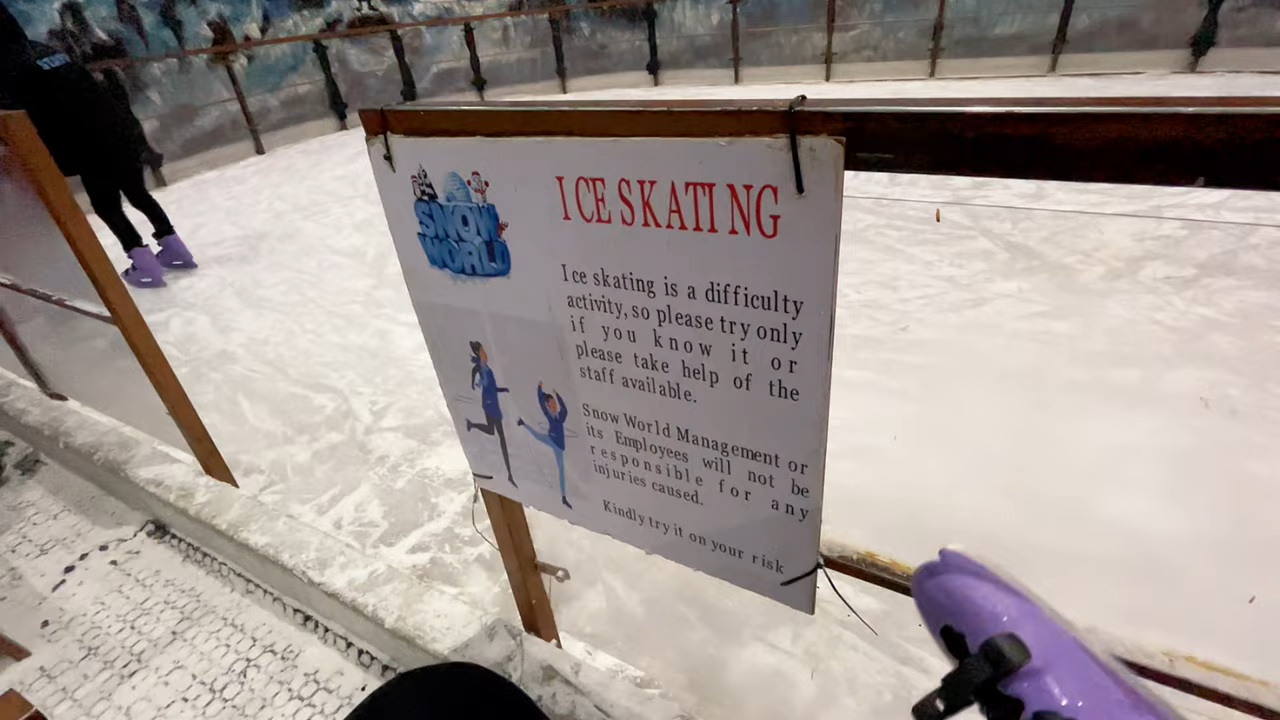 SNOW
WORLD
ICE SKATING
Ice skating is a difficulty
activity, so please try only
if you know it or
please take help of the
staff available.
Snow World Management or
its Employees will not be
responsible for any
injuries caused.
Kindly try it on your risk